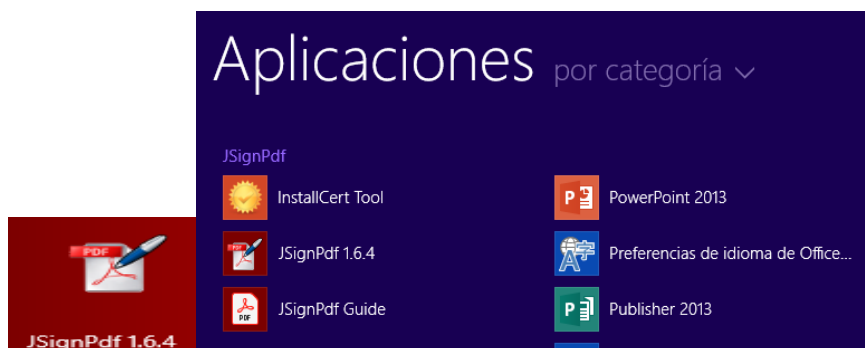 Aplicaciones por categoría
JSignPdf
InstallCert Tool
JSignPdf 1.6.4
PDF
JSignPdf Guide
PowerPoint 2013
Preferencias de idioma de Office...
Publisher 2013
PDF
JSignPdf 1.6.4